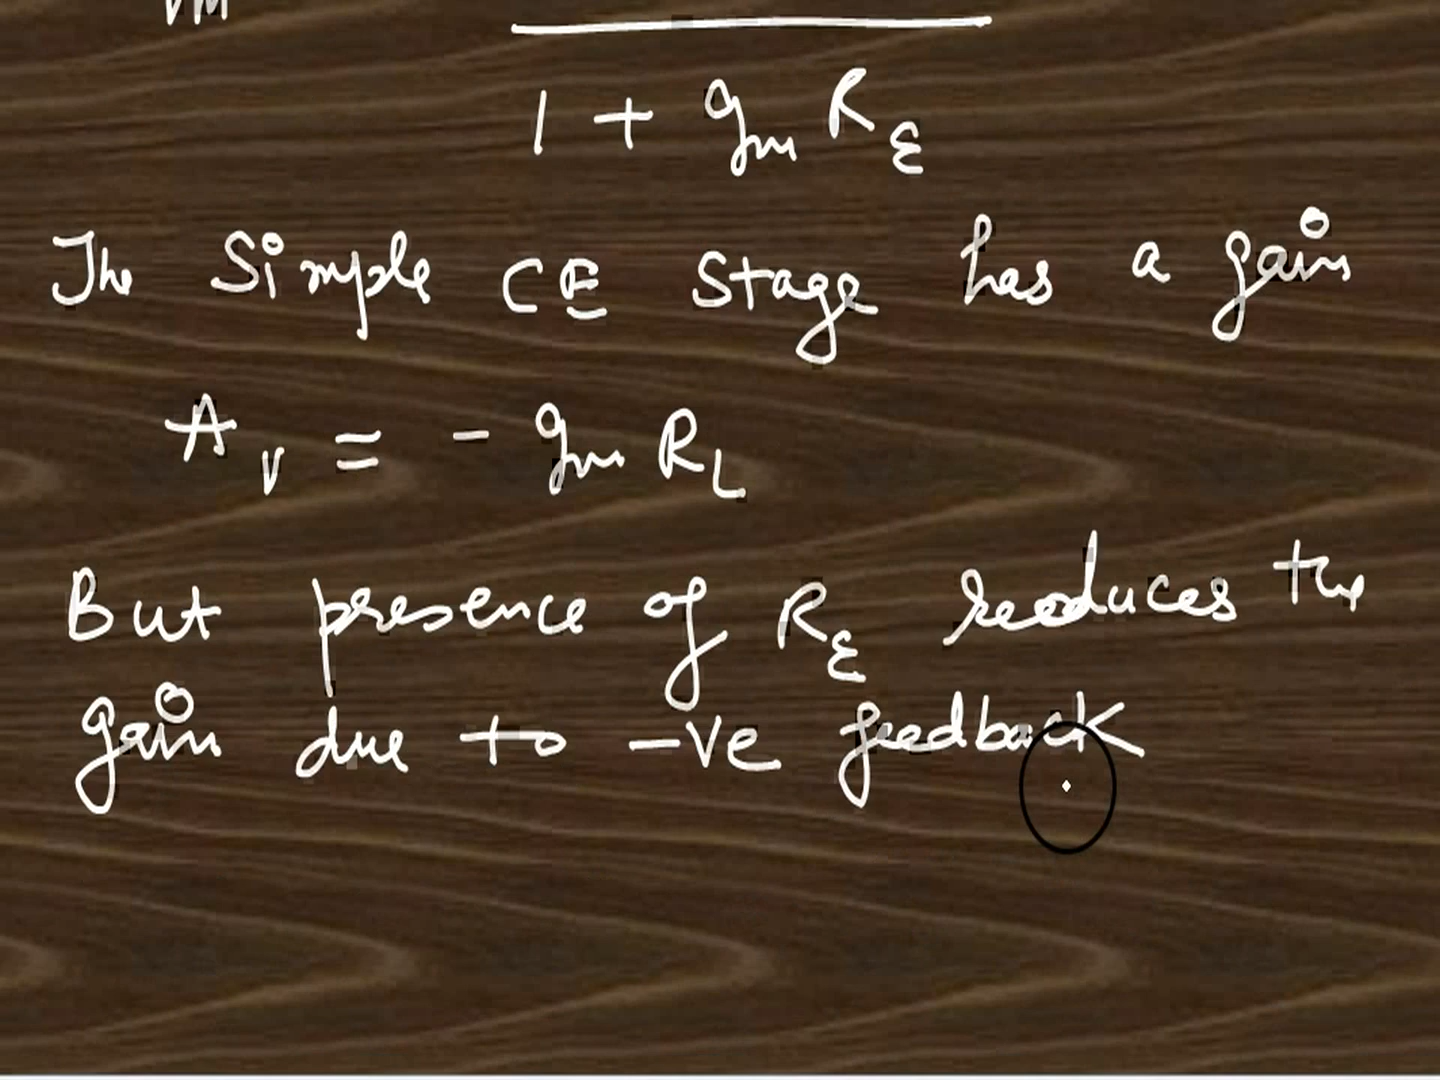 1 + gm RE
The Simple CE Stage has a gain
Av = - gm RL
But presence of RE reduces the
gain due to -ve feedback